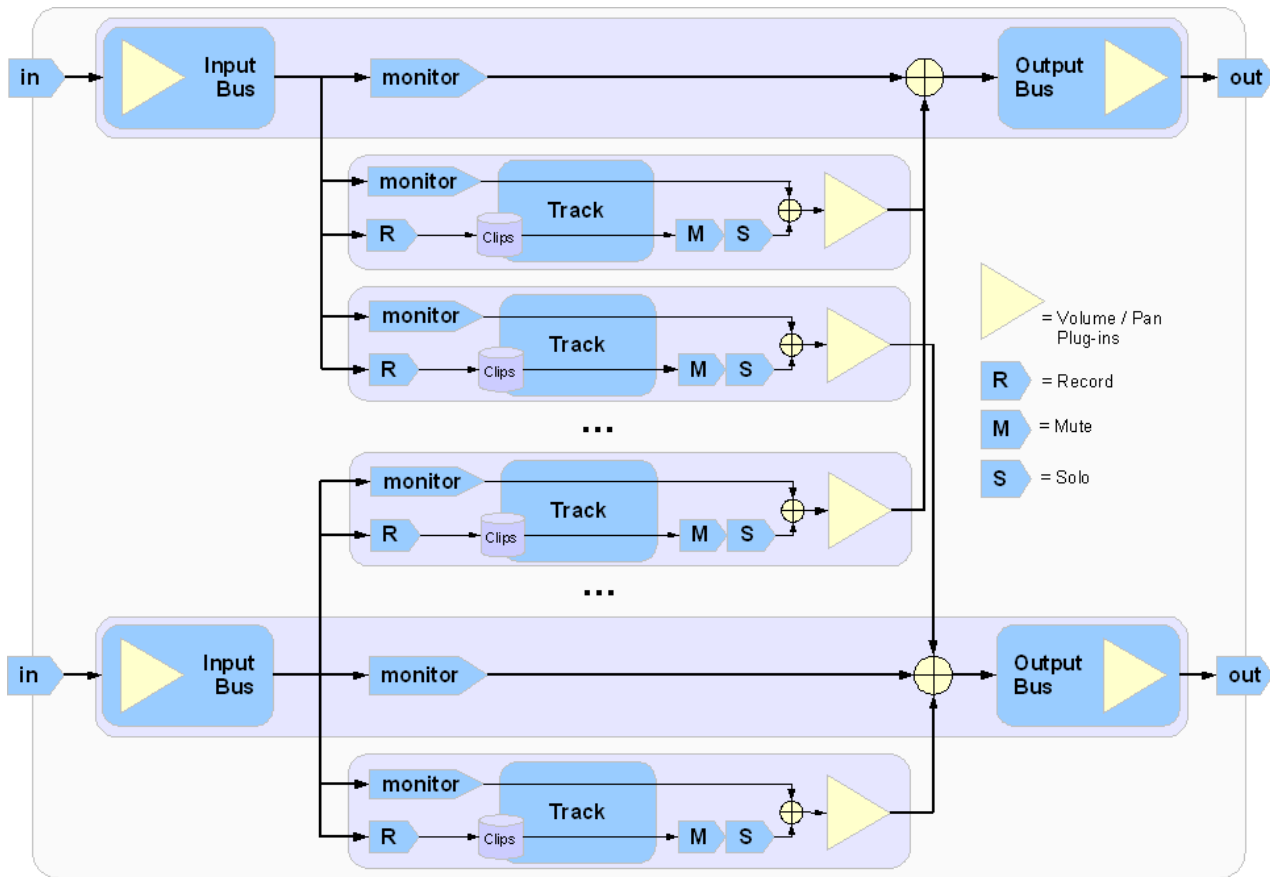 in
Input
Bus
monitor
Output
Bus
out
monitor
Track
R
Clips
M
S
monitor
Track
R
Clips
M
S
= Volume / Pan
Plug-ins
R
= Record
M
= Mute
S
= Solo
...
monitor
Track
R
Clips
M
S
...
in
Input
Bus
monitor
Output
Bus
out
monitor
Track
R
Clips
M
S